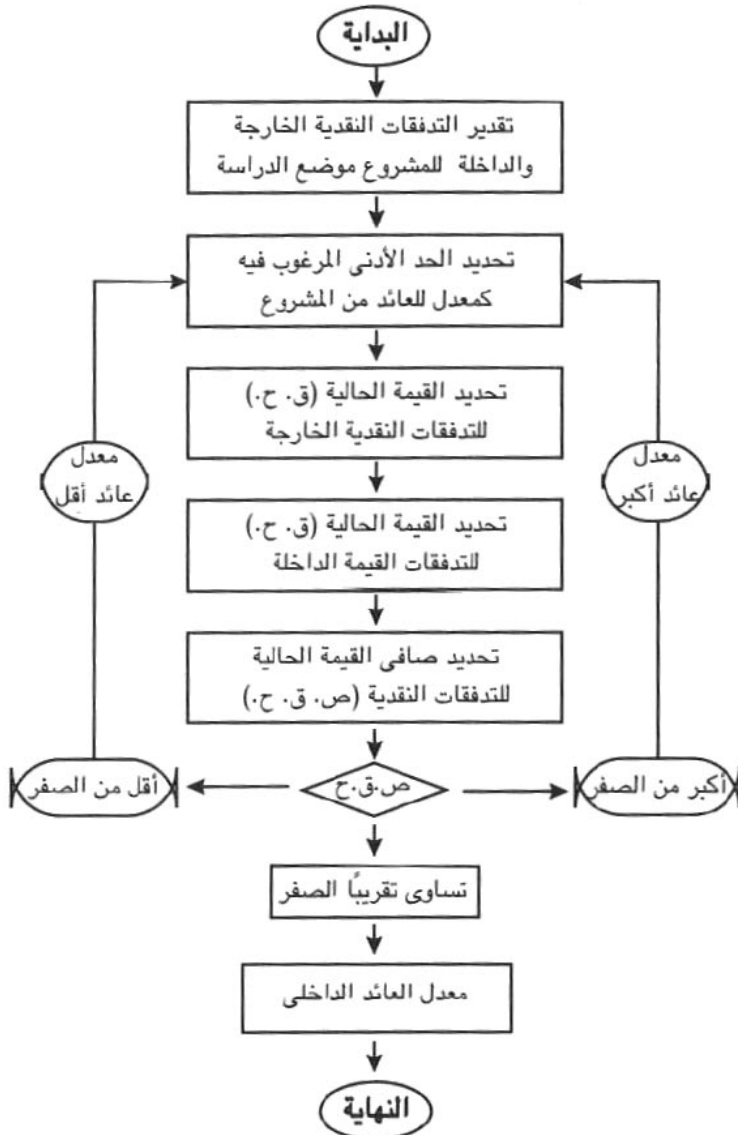 البداية
تقدير التدفقات النقدية الخارجة
والداخلة للمشروع موضع الدراسة
تحديد الحد الأدنى المرغوب فيه
كمعدل للعائد من المشروع
تحديد القيمة الحالية (ق. ح.)
للتدفقات النقدية الخارجة
معدل
عائد أكبر
معدل
عائد أقل
تحديد القيمة الحالية (ق. ح.)
للتدفقات القيمة الداخلة
تحديد صافى القيمة الحالية
للتدفقات النقدية (ص. ق. ح.)
أكبر من الصفر
ص.ق.ح
أقل من الصفر
تساوى تقريبًا الصفر
معدل العائد الداخلى
النهاية